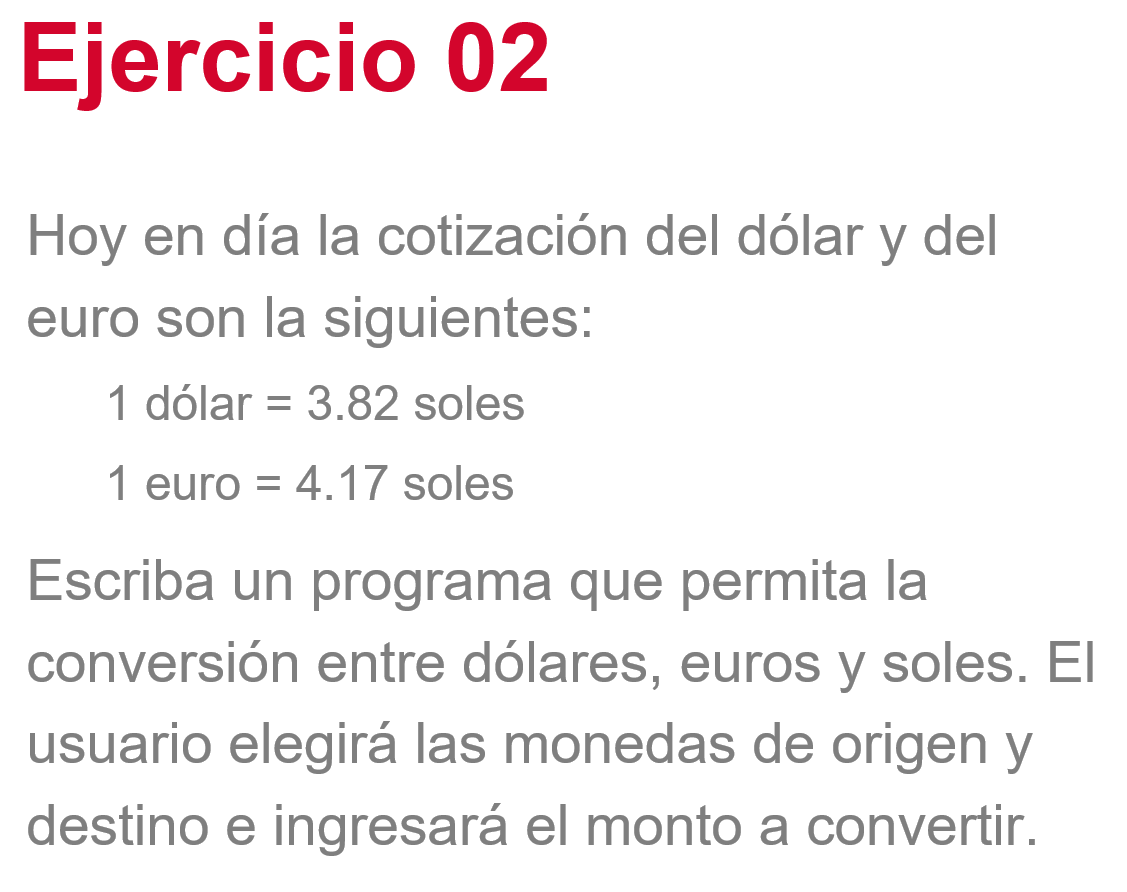 Ejercicio 02
Hoy en día la cotización del dólar y del
euro son la siguientes:
1 dólar = 3.82 soles
1 euro = 4.17 soles
Escriba un programa que permita la
conversión entre dólares, euros y soles. El
usuario elegirá las monedas de origen y
destino e ingresará el monto a convertir.